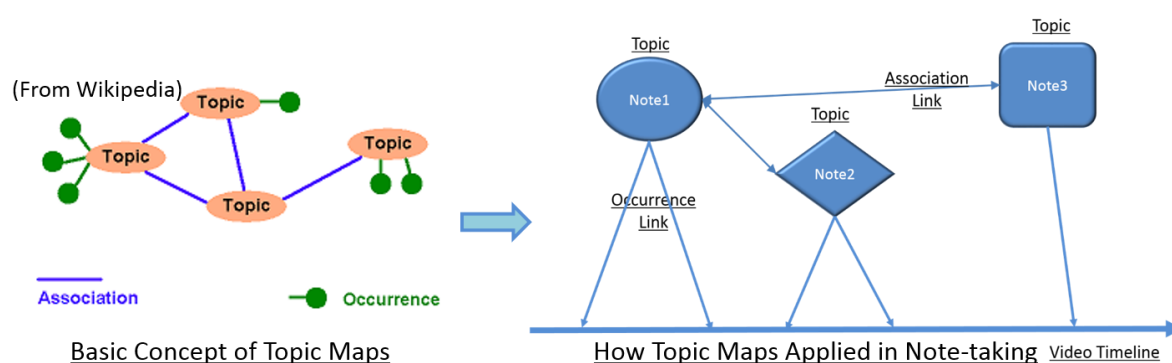 (From Wikipedia)
Topic
Topic
Topic
Topic
Association
Occurrence
Basic Concept of Topic Maps
Topic
Note1
Association
Link
Topic
Note3
Topic
Note2
Occurrence
Link
How Topic Maps Applied in Note-taking
Video Timeline